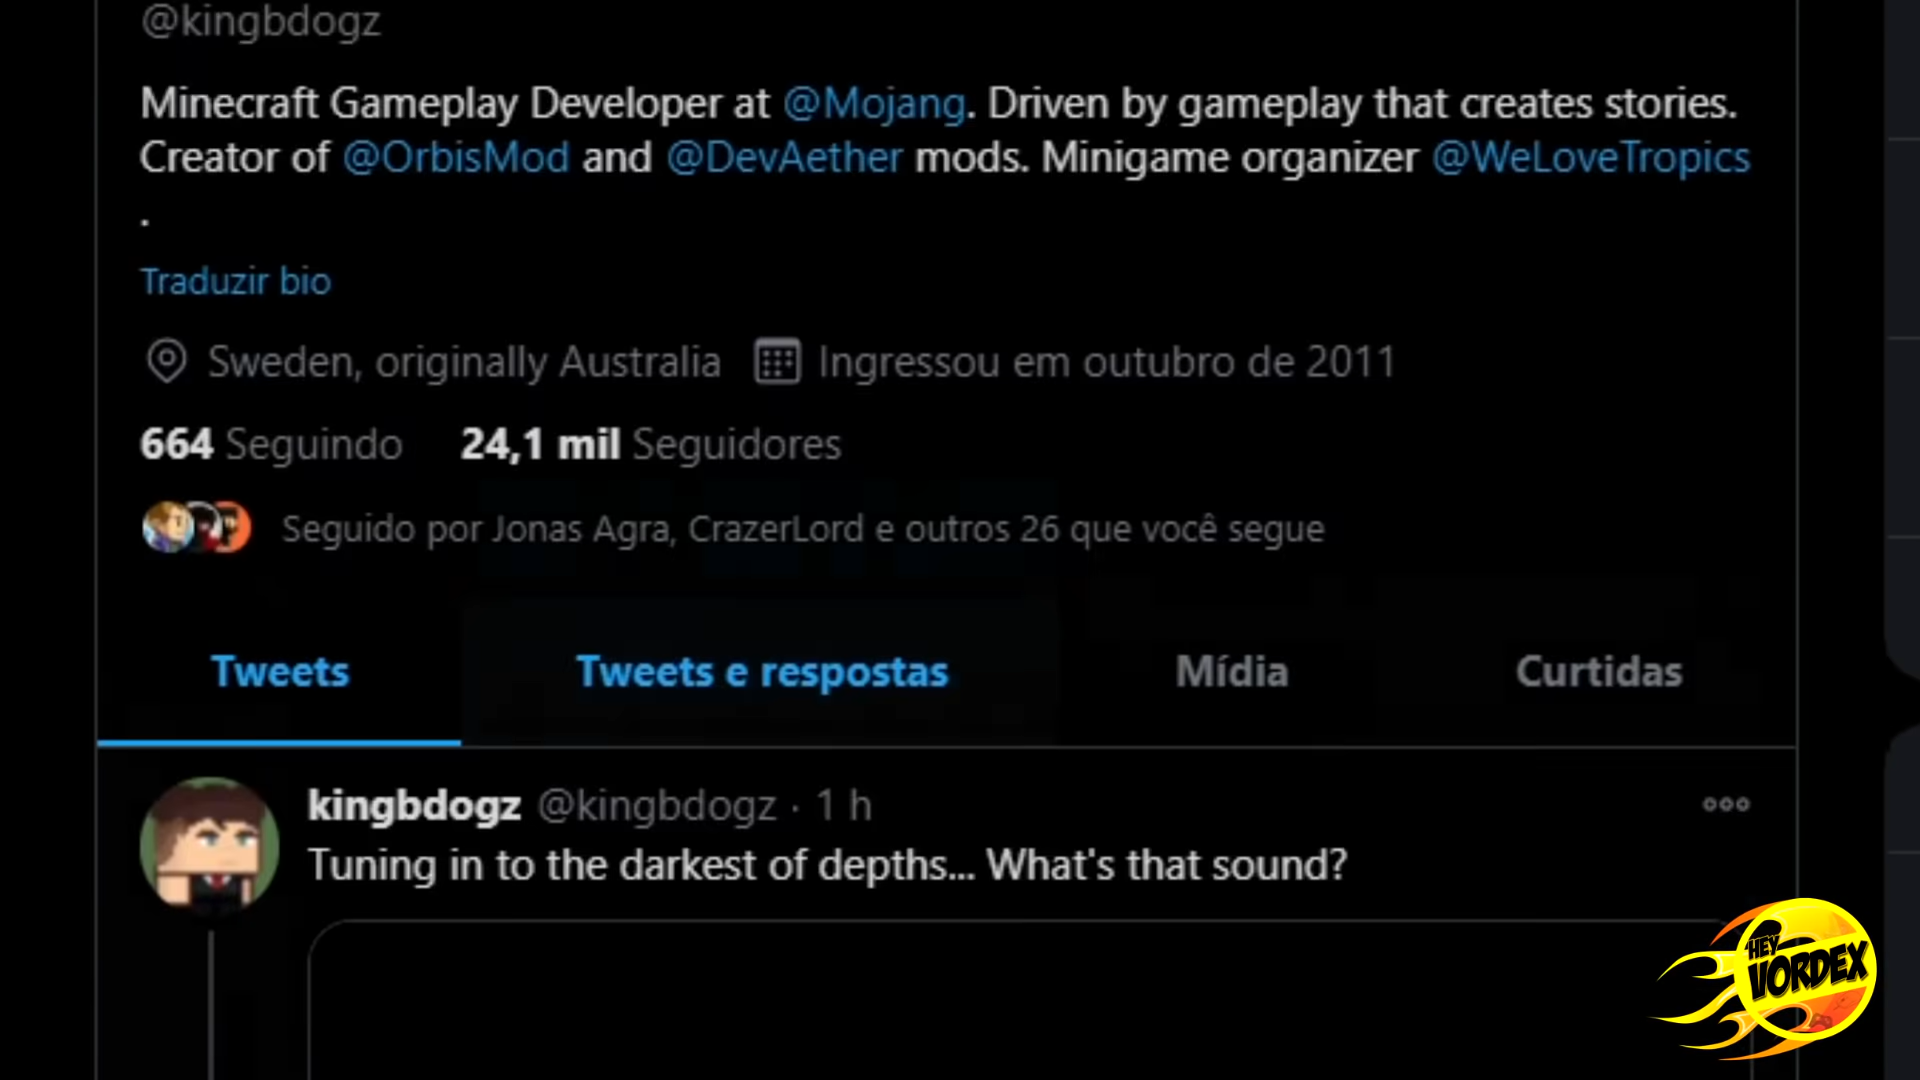 @kingbdogz
Minecraft Gameplay Developer at @Mojang. Driven by gameplay that creates stories.
Creator of @OrbisMod and @DevAether mods. Minigame organizer @WeLoveTropics
.
Traduzir bio
Sweden, originally Australia Ingressou em outubro de 2011
664 Seguindo 24,1 mil Seguidores
Seguido por Jonas Agra, CrazerLord e outros 26 que você segue
Tweets Tweets e respostas Mídia Curtidas
kingbdogz @kingbdogz · 1 h
Tuning in to the darkest of depths... What's that sound?
HEY
VORDEX